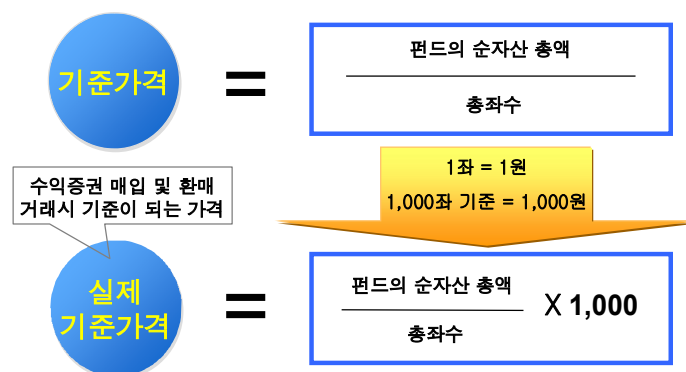 기준가격
=
펀드의 순자산 총액
총좌수
1좌 = 1원
1,000좌 기준 = 1,000원
수익증권 매입 및 환매
거래시 기준이 되는 가격
실제
기준가격
=
펀드의 순자산 총액
총좌수
X 1,000